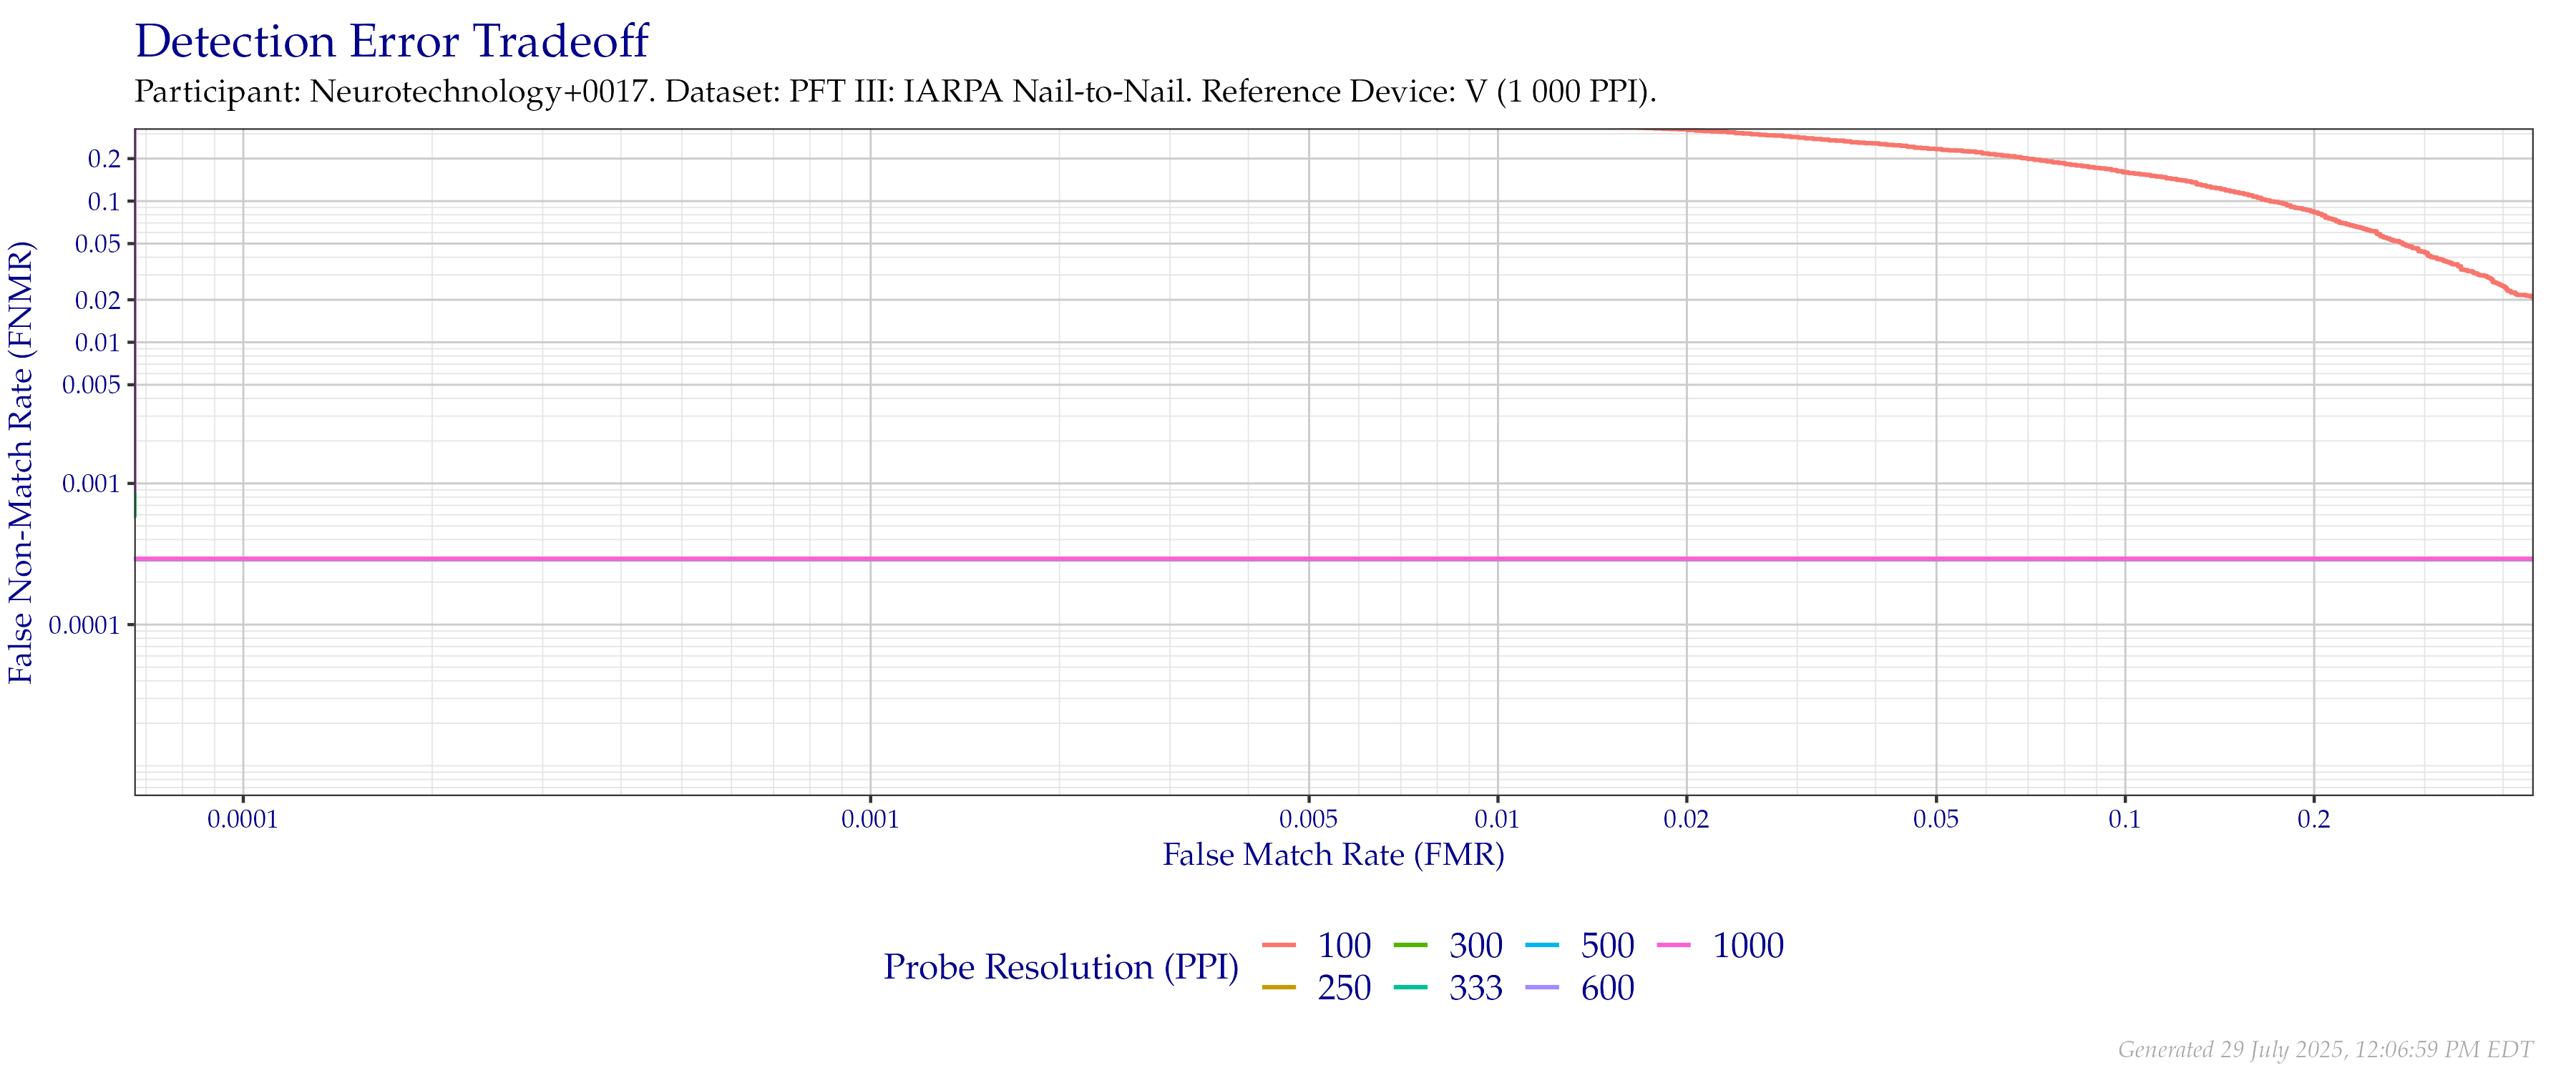 Detection Error Tradeoff
Participant: Neurotechnology+0017. Dataset: PFT III: IARPA Nail-to-Nail. Reference Device: V (1 000 PPI).
False Non-Match Rate (FNMR)
0.2
0.1
0.05
0.02
0.01
0.005
0.001
0.0001
0.0001 0.001 0.005 0.01 0.02 0.05 0.1 0.2
False Match Rate (FMR)
Probe Resolution (PPI)
100 300 500 1000
250 333 600
Generated 29 July 2025, 12:06:59 PM EDT